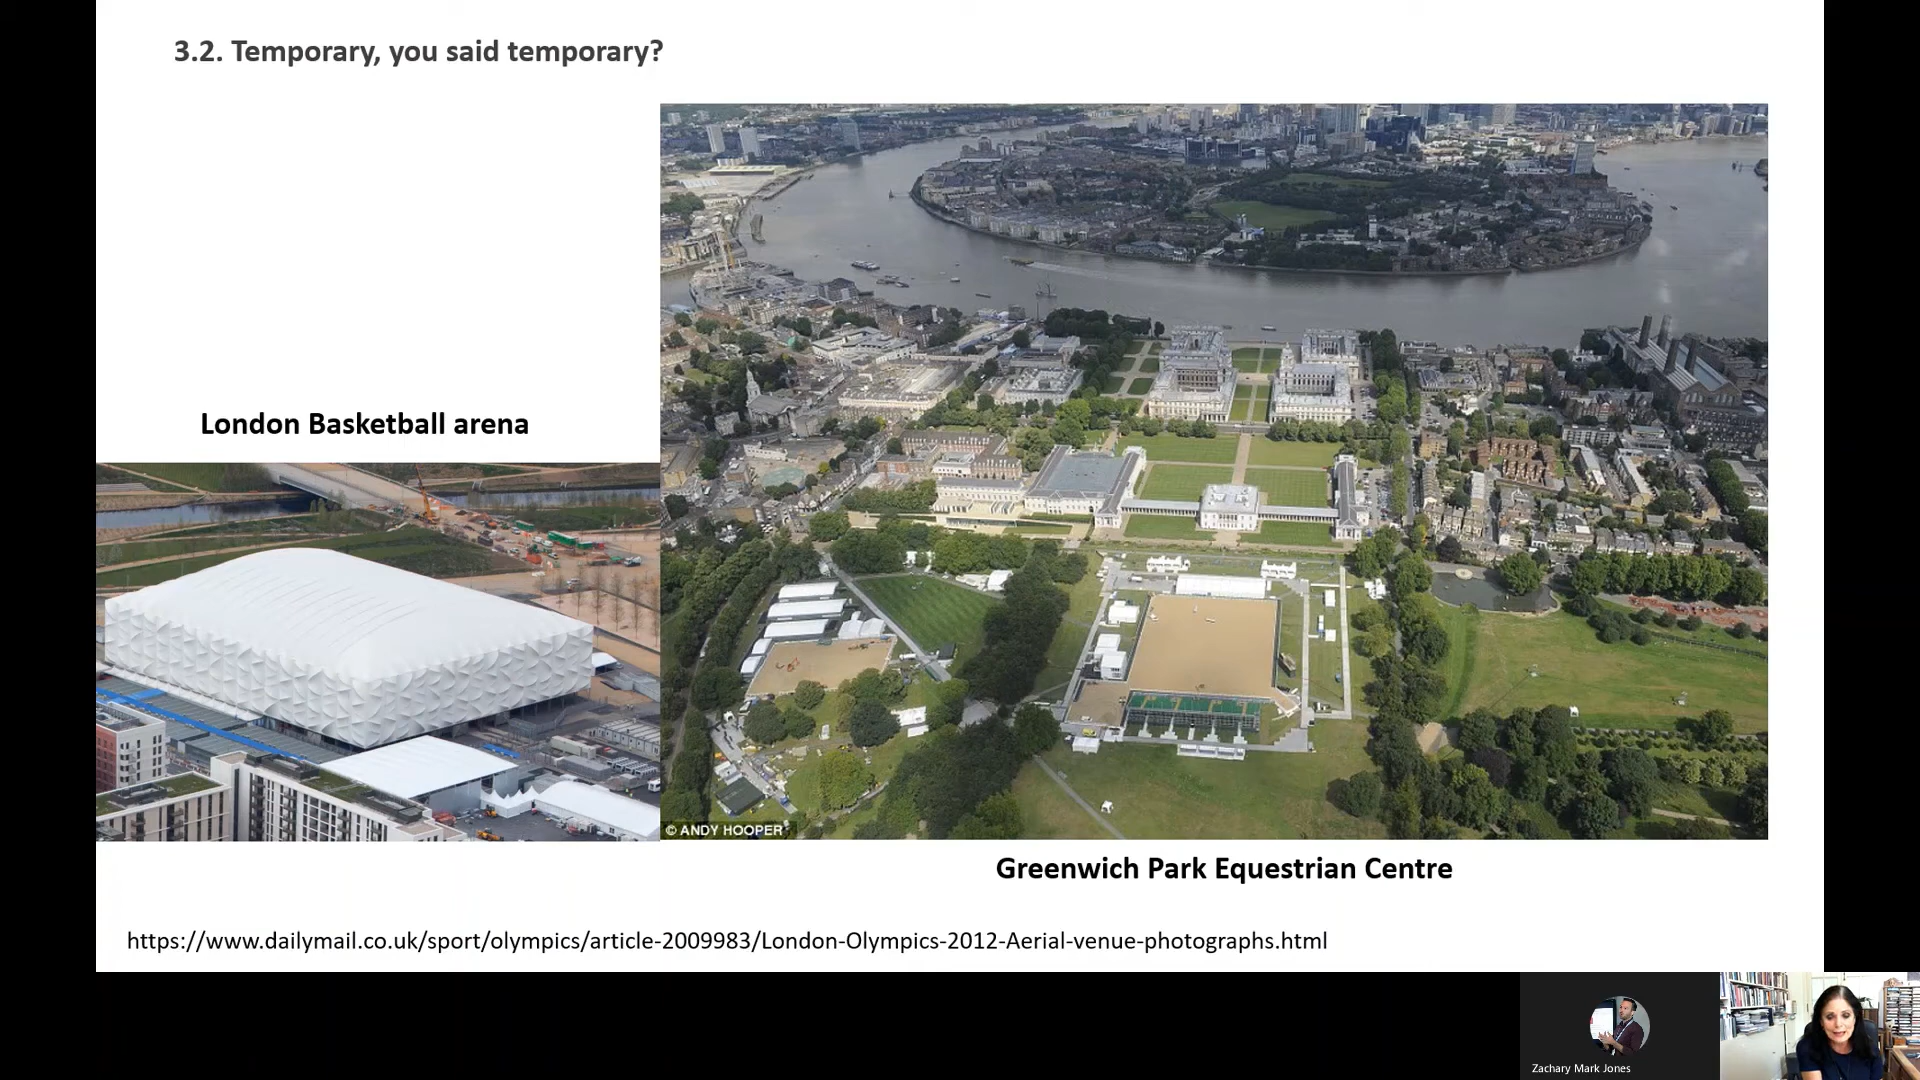 3.2. Temporary, you said temporary?
London Basketball arena
© ANDY HOOPER
Greenwich Park Equestrian Centre
https://www.dailymail.co.uk/sport/olympics/article-2009983/London-Olympics-2012-Aerial-venue-photographs.html
Zachary Mark Jones